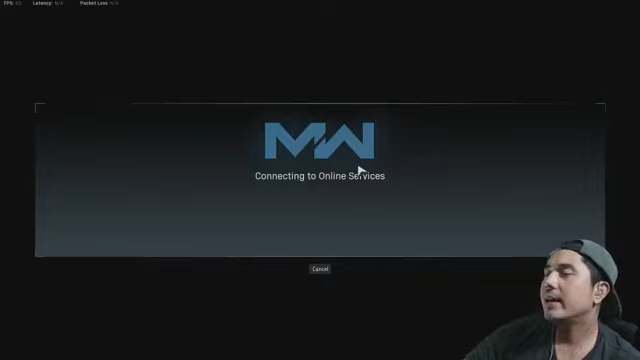 FPS: Latency: N/A Packet Loss N/A
MW
Connecting to Online Services
Cancel